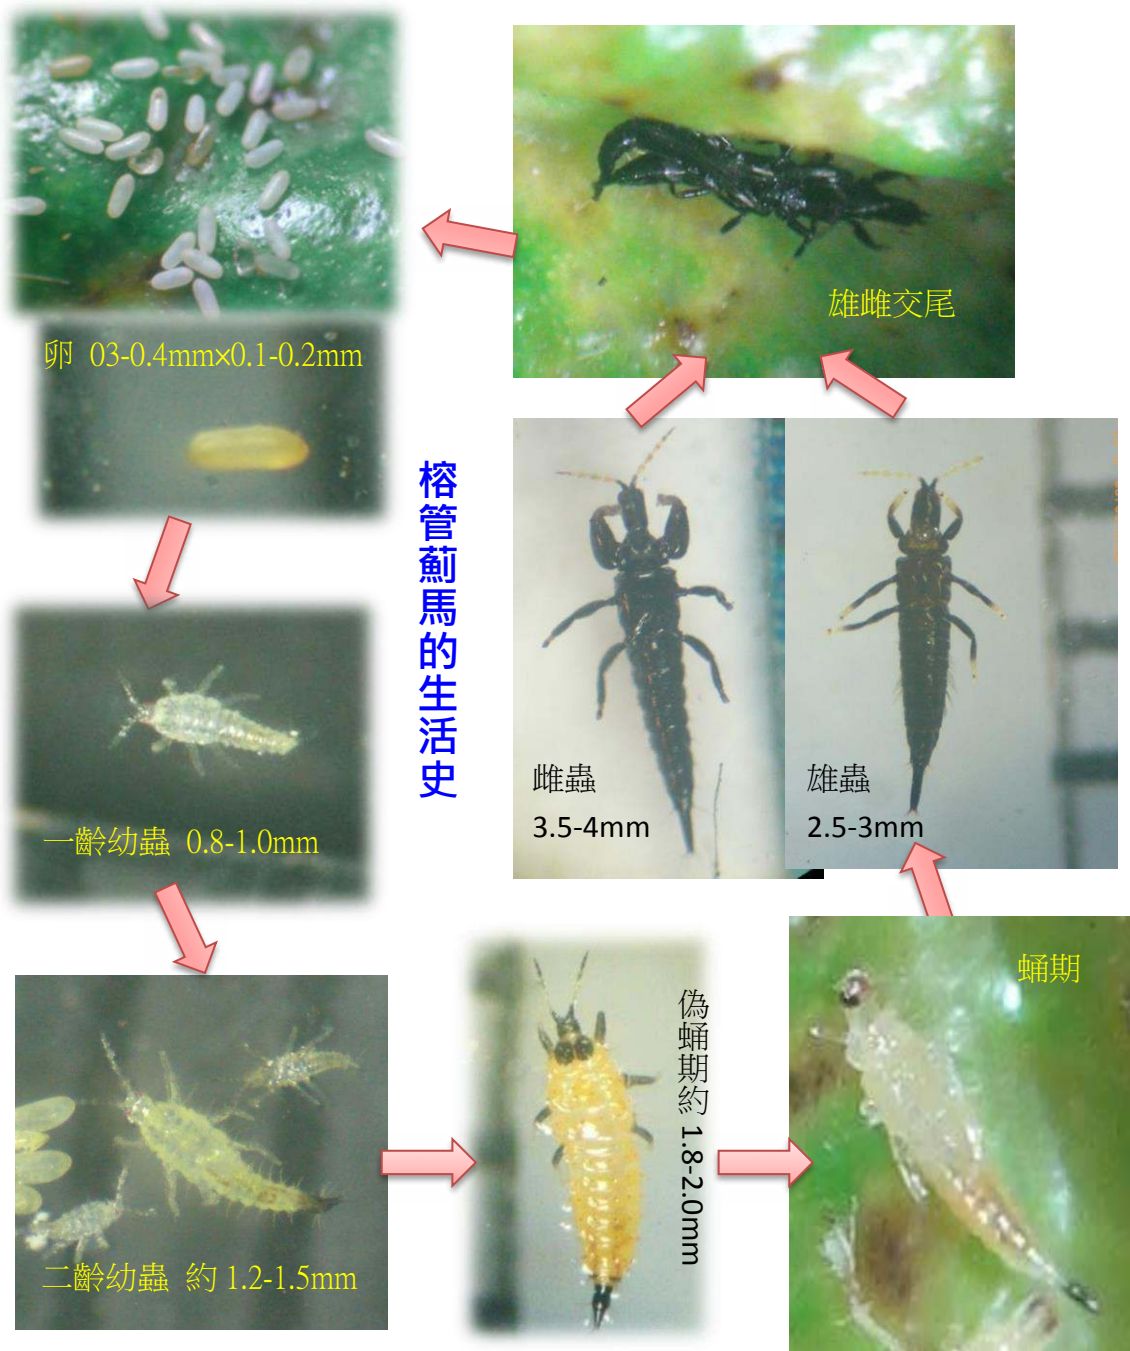 雄雌交尾
卵 03-0.4mm×0.1-0.2mm
榕管薊馬的生活史
雌蟲
3.5-4mm
雄蟲
2.5-3mm
一齡幼蟲 0.8-1.0mm
二齡幼蟲 約 1.2-1.5mm
偽蛹期約 1.8-2.0mm
蛹期